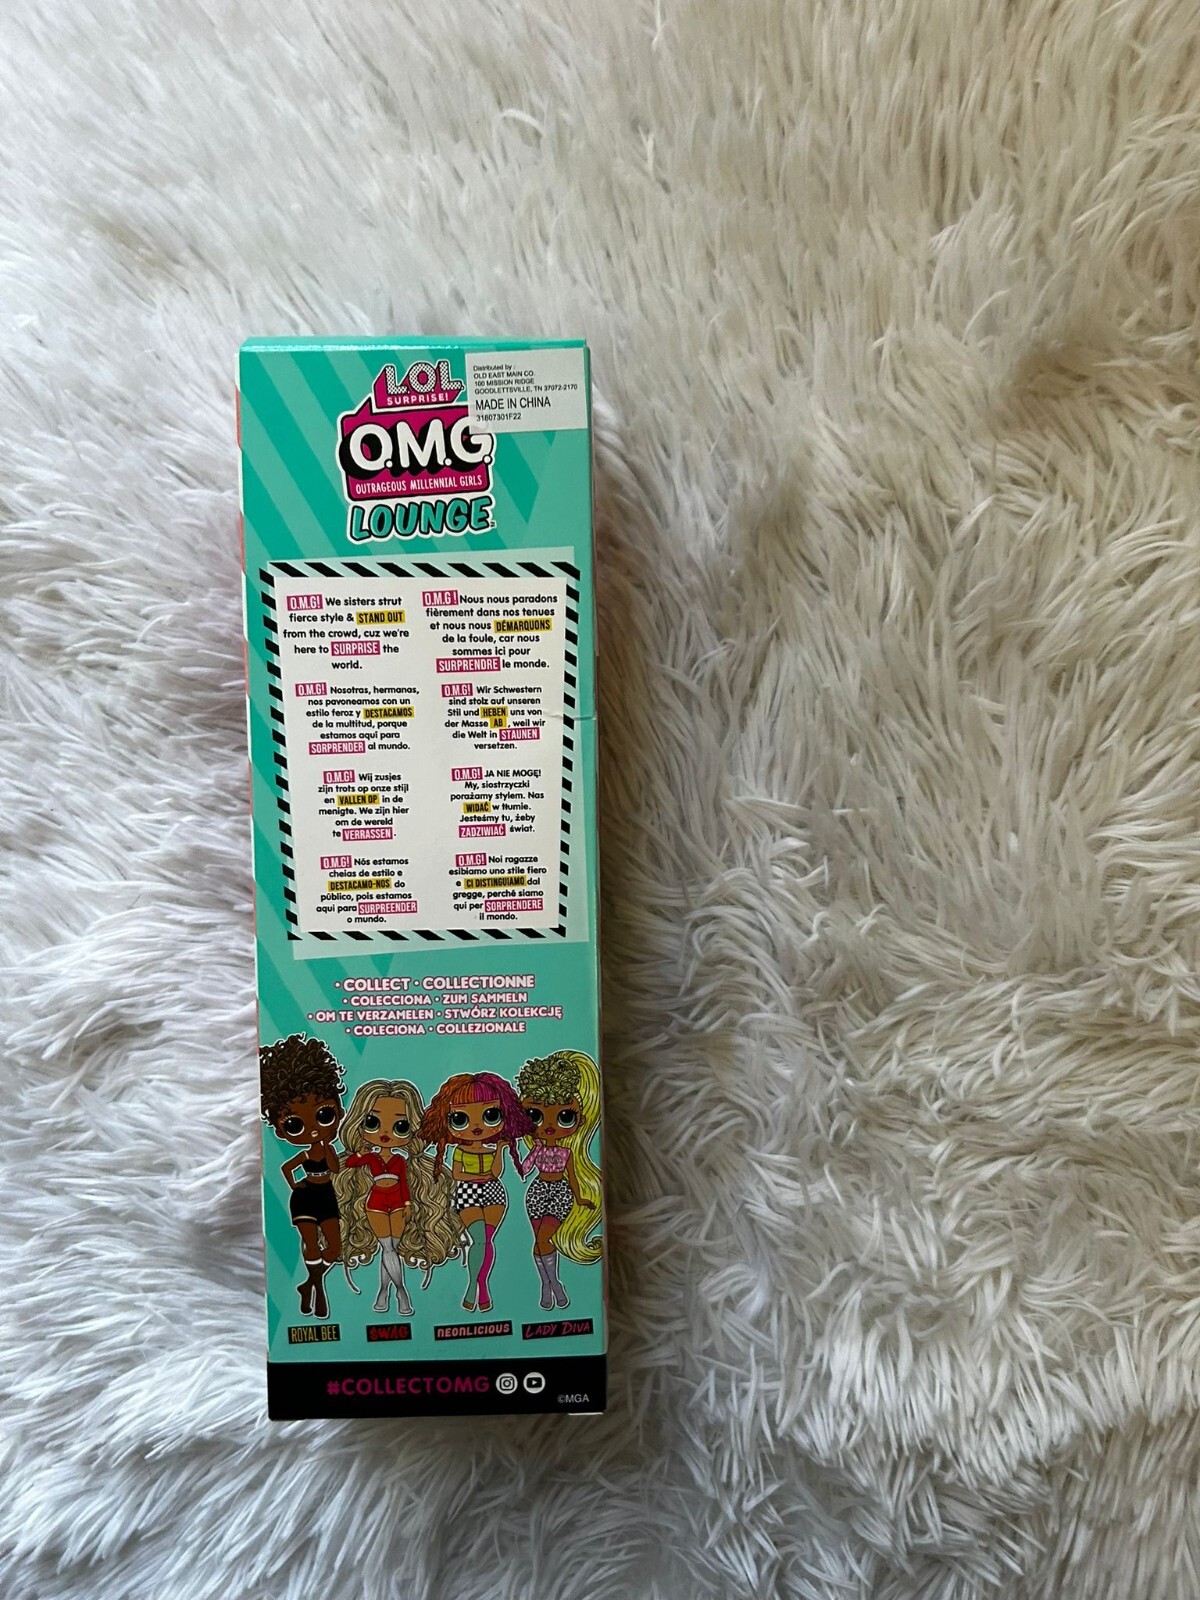 L.O.L.
SURPRISE!
O.M.G.
OUTRAGEOUS MILLENNIAL GIRLS
LOUNGE™
Distributed by :
OLD EAST MAIN CO.
100 MISSION RIDGE
GOODLETTSVILLE, TN 37072-2170
MADE IN CHINA
31607301F22
O.M.G! We sisters strut
fierce style & STAND OUT
from the crowd, cuz we're
here to SURPRISE the
world.
O.M.G ! Nous nous paradons
fièrement dans nos tenues
et nous nous DÉMARQUONS
de la foule, car nous
sommes ici pour
SURPRENDRE le monde.
O.M.G! Nosotras, hermanas,
nos pavoneamos con un
estilo feroz y DESTACAMOS
de la multitud, porque
estamos aquí para
SORPRENDER al mundo.
O.M.G! Wir Schwestern
sind stolz auf unseren
Stil und HEBEN uns von
der Masse AB , weil wir
die Welt in STAUNEN
versetzen.
O.M.G! Wij zusjes
zijn trots op onze stijl
en VALLEN OP in de
menigte. We zijn hier
om de wereld
te VERRASSEN .
O.M.G! JA NIE MOGĘ!
My, siostrzyczki
porażamy stylem. Nas
WIDAĆ w tłumie.
Jesteśmy tu, żeby
ZADZIWIAĆ świat.
O.M.G! Nós estamos
cheias de estilo e
DESTACAMO-NOS do
público, pois estamos
aqui para SURPREENDER
o mundo.
O.M.G! Noi ragazze
esibiamo uno stile fiero
e CI DISTINGUIAMO dal
gregge, perché siamo
qui per SORPRENDERE
il mondo.
• COLLECT • COLLECTIONNE
• COLECCIONA • ZUM SAMMELN
• OM TE VERZAMELEN • STWÓRZ KOLEKCJĘ
• COLECIONA • COLLEZIONALE
ROYAL BEE
SWAG
NEONLICIOUS
LADY DIVA
#COLLECTOMG
©MGA